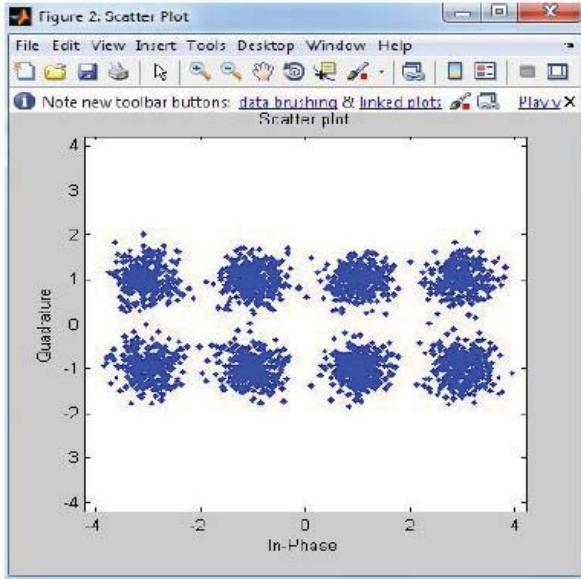 Figure 2: Scatter Plot
File Edit View Insert Tools Desktop Window Help
Note new toolbar buttons: data brushing & linked plots Play v
Scatter plot
4
3
2
1
0
-1
-2
-3
-4
Quadrature
-4 -2 0 2 4
In-Phase